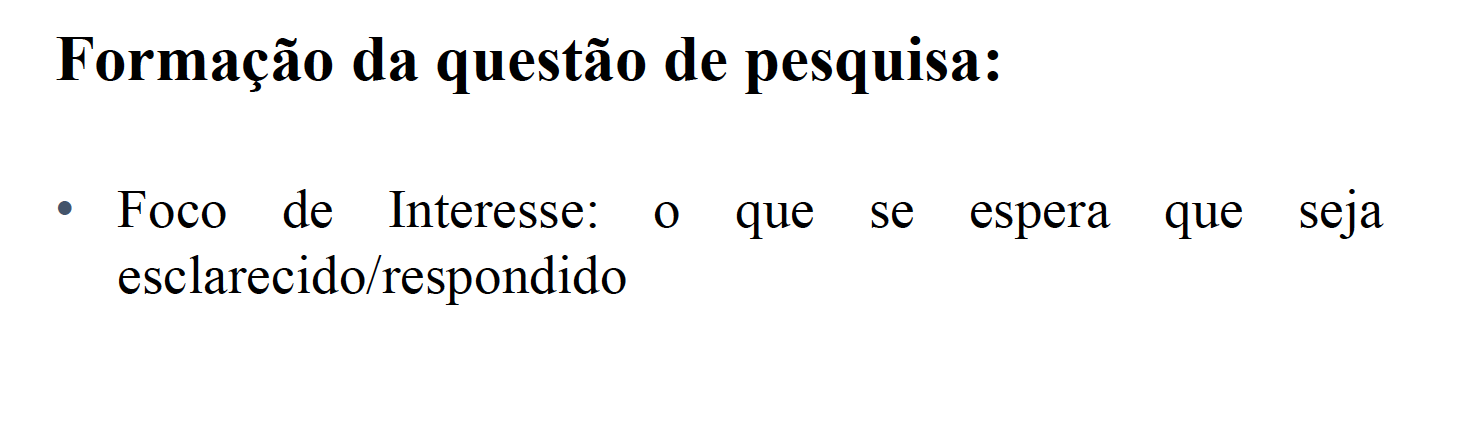 Formação da questão de pesquisa:
• Foco de Interesse: o que se espera que seja
esclarecido/respondido